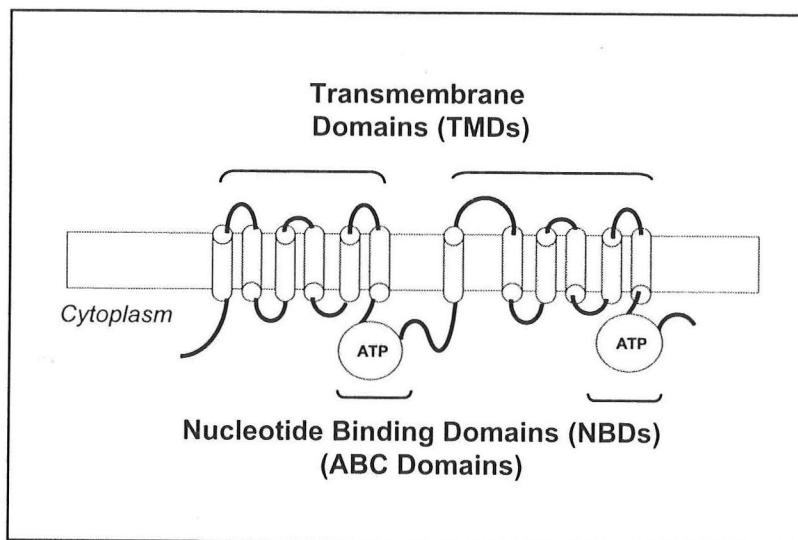 Transmembrane
Domains (TMDs)
Cytoplasm
ATP
ATP
Nucleotide Binding Domains (NBDs)
(ABC Domains)